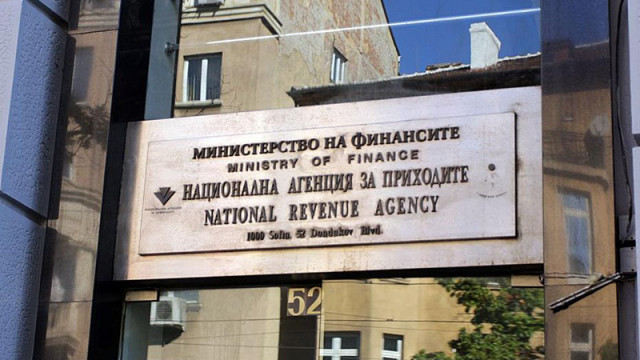 МИНИСТЕРСТВО НА ФИНАНСИТЕ
MINISTRY OF FINANCE
НАЦИОНАЛНА АГЕНЦИЯ ЗА ПРИХОДИТЕ
NATIONAL REVENUE AGENCY
1000 Sofia, 52 Dondukov Blvd.
52